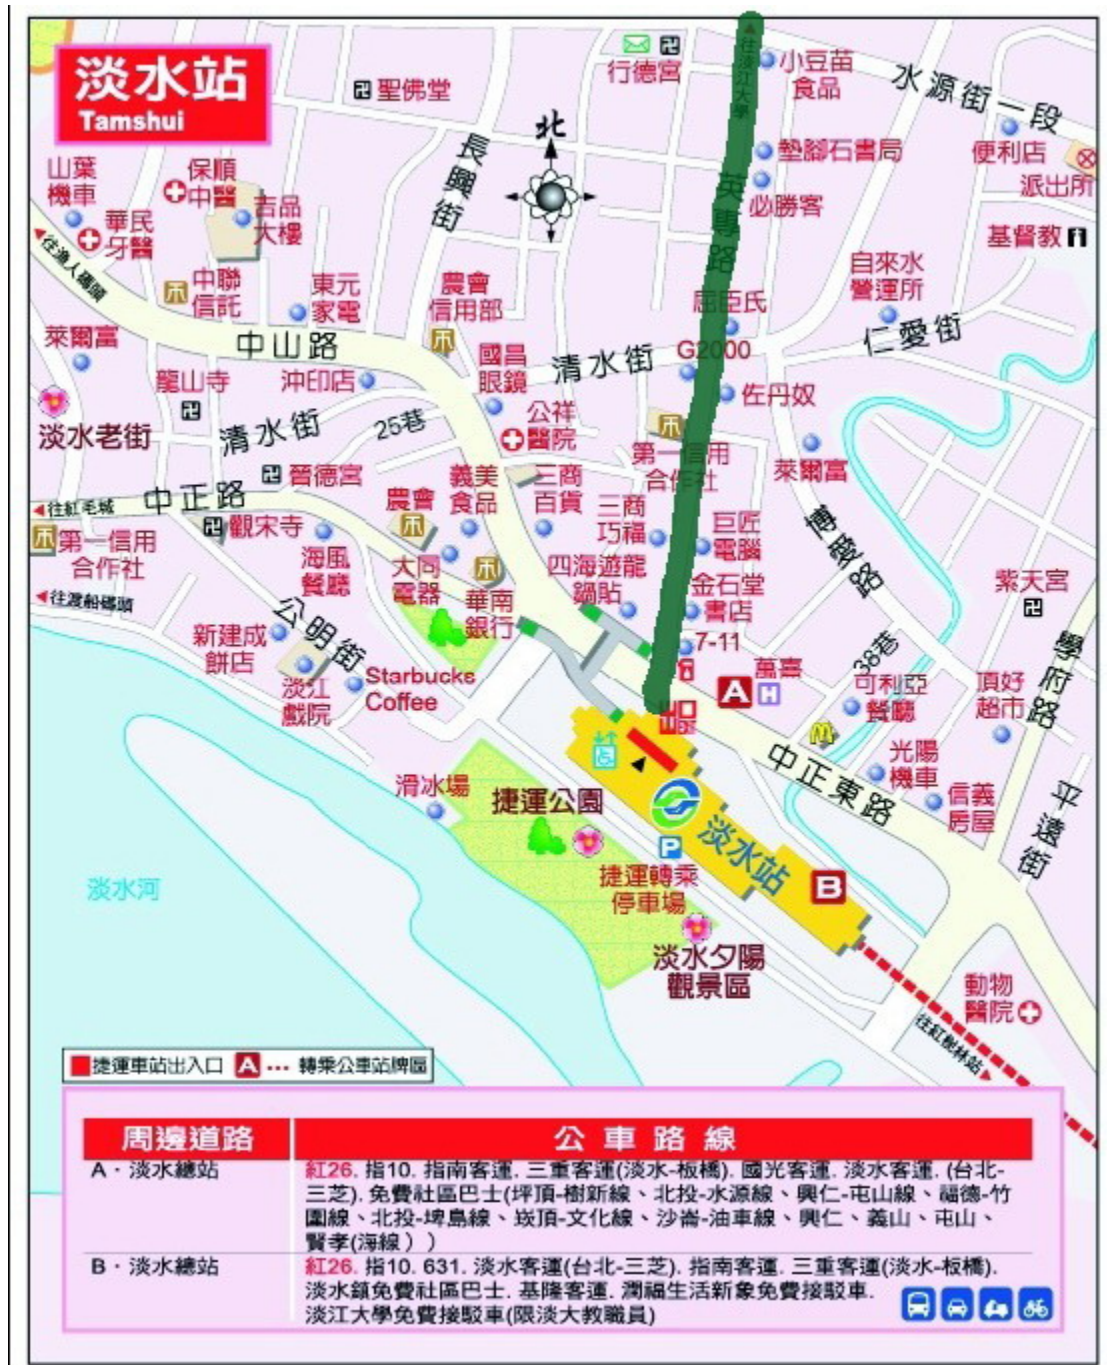 淡水站
Tamshui
行德宮
往淡江大學
小豆苗
食品
水源街一段
聖佛堂
北
長興街
墊腳石書局
便利店
派出所
山葉
機車
保順
中醫
吉品
大樓
華民
牙醫
必勝客
英專路
基督教
往漁人碼頭
中聯
信託
東元
家電
農會
信用部
屈臣氏
自來水
營運所
仁愛街
萊爾富
中山路
國昌
眼鏡
清水街
G2000
龍山寺
沖印店
佐丹奴
淡水老街
清水街
25巷
公祥
醫院
第一信用
合作社
萊爾富
晉德宮
義美
食品
三商
百貨
中正路
往紅毛城
農會
三商
巧福
巨匠
電腦
博愛路
第一信用
合作社
觀宋寺
海風
餐廳
大同
電器
四海遊龍
鍋貼
金石堂
書店
紫天宮
往渡船碼頭
公明街
華南
銀行
7-11
新建成
餅店
淡江
戲院
Starbucks
Coffee
A
萬嘉
H
38巷
可利亞
餐廳
頂好
超市
學府路
光陽
機車
信義
房屋
中正東路
平遠街
滑冰場
捷運公園
淡水站
P
捷運轉乘
停車場
B
淡水河
淡水夕陽
觀景區
動物
醫院
往紅樹林站
捷運車站出入口 A 轉乘公車站牌區
周邊道路 公車路線
A·淡水總站 紅26. 指10. 指南客運. 三重客運(淡水-板橋). 國光客運. 淡水客運. (台北-
三芝). 免費社區巴士(坪頂-樹新線、北投-水源線、興仁-屯山線、福德-竹
圍線、北投-埤島線、崁頂-文化線、沙崙-油車線、興仁、義山、屯山、
賢孝(海線））
B·淡水總站 紅26. 指10. 631. 淡水客運(台北-三芝). 指南客運. 三重客運(淡水-板橋).
淡水鎮免費社區巴士. 基隆客運. 潤福生活新象免費接駁車.
淡江大學免費接駁車(限淡大教職員)